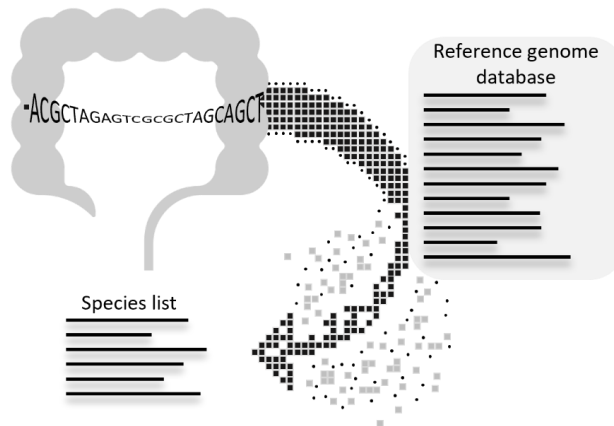 Reference genome
database
-ACGCTAGAGTCGCGCTAGCAGCT-
Species list